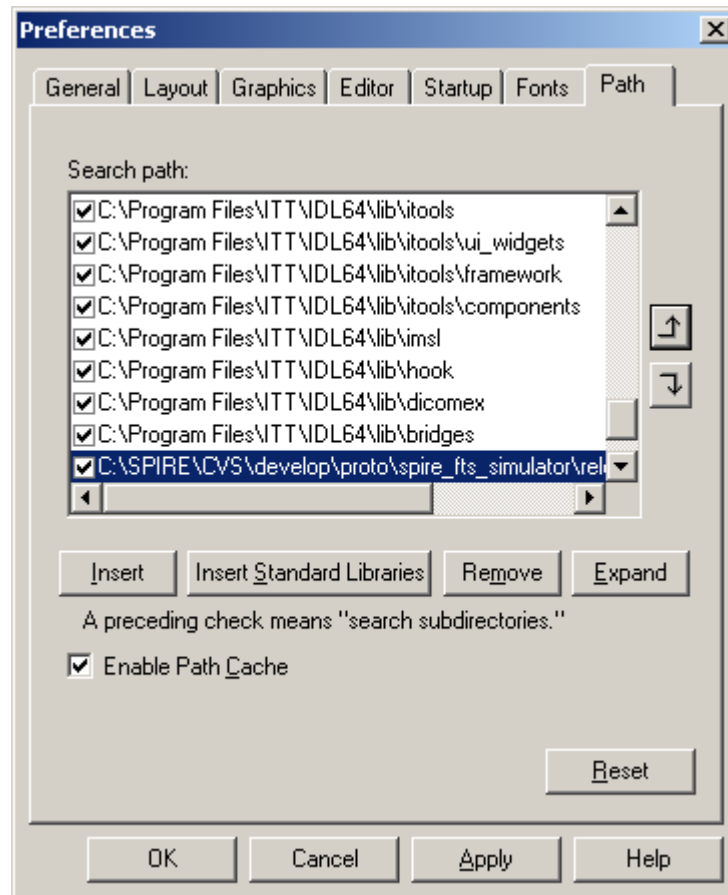 Preferences
General Layout Graphics Editor Startup Fonts Path
Search path:
C:\Program Files\ITT\IDL64\lib\itools
C:\Program Files\ITT\IDL64\lib\itools\ui_widgets
C:\Program Files\ITT\IDL64\lib\itools\framework
C:\Program Files\ITT\IDL64\lib\itools\components
C:\Program Files\ITT\IDL64\lib\imsl
C:\Program Files\ITT\IDL64\lib\hook
C:\Program Files\ITT\IDL64\lib\dicomex
C:\Program Files\ITT\IDL64\lib\bridges
C:\SPIRE\CVS\develop\proto\spire_fts_simulator\rel
Insert Insert Standard Libraries Remove Expand
A preceding check means "search subdirectories."
Enable Path Cache
Reset
OK Cancel Apply Help